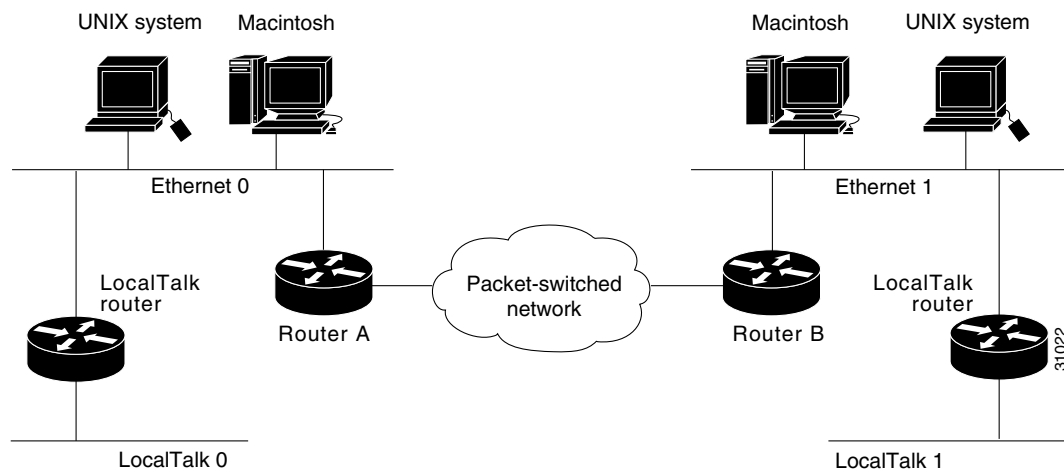 UNIX system
Macintosh
Macintosh
UNIX system
Ethernet 0
Ethernet 1
LocalTalk
router
Packet-switched
network
LocalTalk
router
Router A
Router B
31022
LocalTalk 0
LocalTalk 1